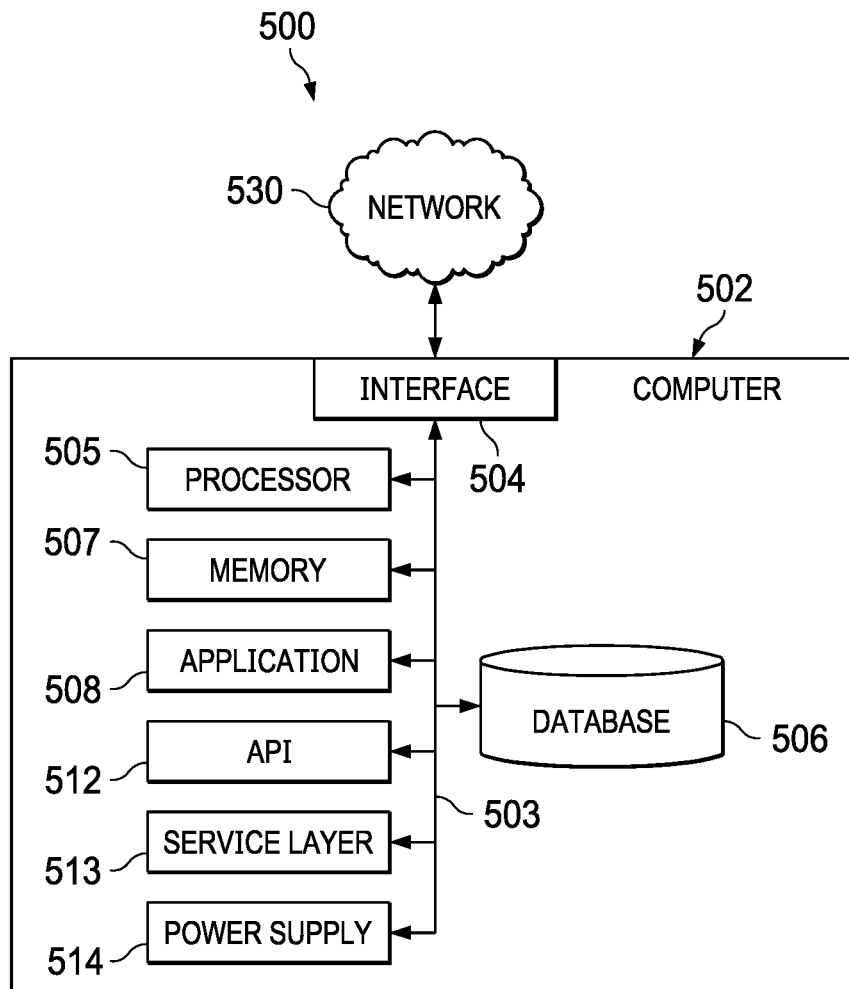 500
530
NETWORK
502
INTERFACE
COMPUTER
504
505
PROCESSOR
507
MEMORY
APPLICATION
508
DATABASE
506
API
512
503
SERVICE LAYER
513
POWER SUPPLY
514